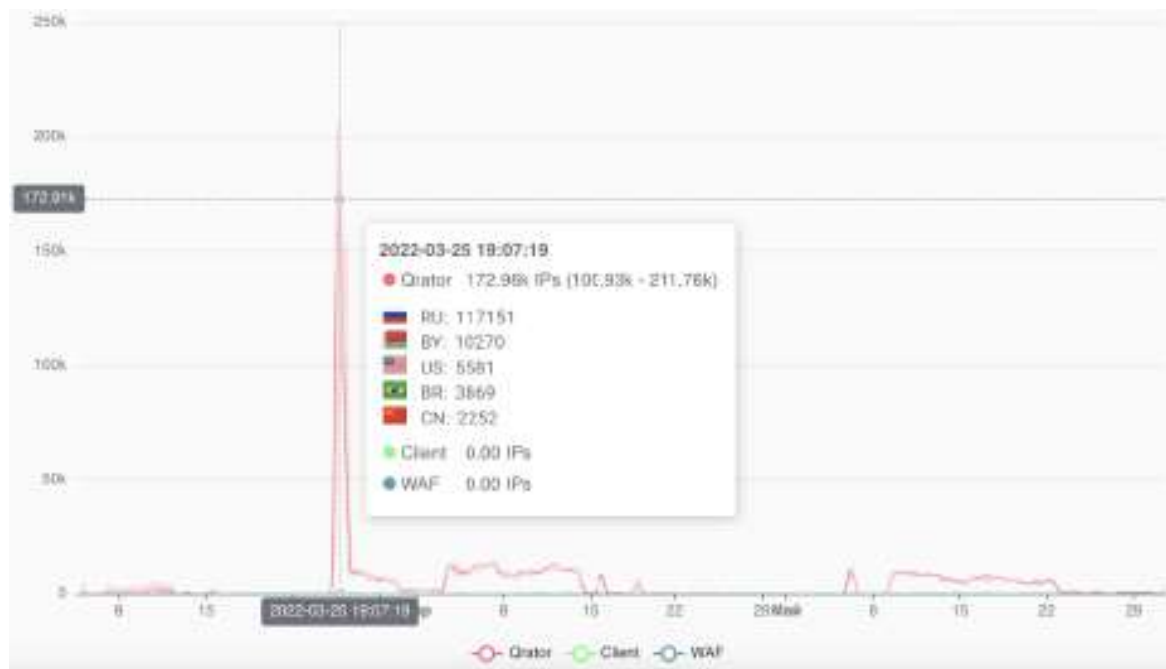 250k
200k
172.91k
150k
100k
50k
0
2022-03-25 19:07:19
Qrator 172.96k IPs (100.93k - 211.76k)
RU: 117151
BY: 10270
US: 5581
BR: 3869
CN: 2252
Client 0.00 IPs
WAF 0.00 IPs
8 15 2022-03-25 19:07:19 8 15 22 29 Май 8 15 22 29
Qrator Client WAF